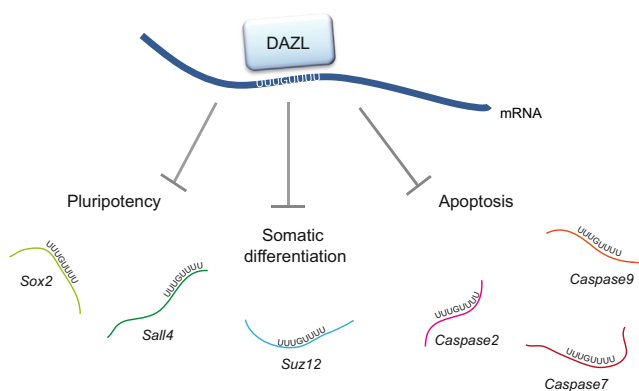 DAZL
UUUGUUUU
mRNA
Pluripotency
Apoptosis
Somatic
differentiation
UUUGUUUU
Sox2
UUUGUUUU
Sall4
UUUGUUUU
Suz12
UUUGUUUU
Caspase2
UUUGUUUU
Caspase9
UUUGUUUU
Caspase7